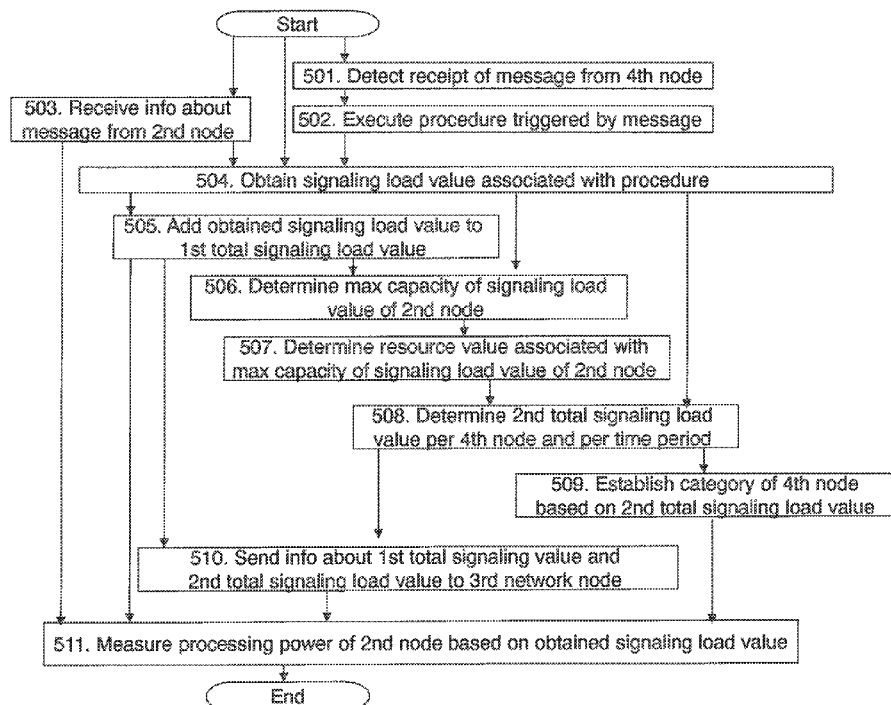 Start
501. Detect receipt of message from 4th node
503. Receive info about
message from 2nd node
502. Execute procedure triggered by message
504. Obtain signaling load value associated with procedure
505. Add obtained signaling load value to
1st total signaling load value
506. Determine max capacity of signaling load
value of 2nd node
507. Determine resource value associated with
max capacity of signaling load value of 2nd node
508. Determine 2nd total signaling load
value per 4th node and per time period
509. Establish category of 4th node
based on 2nd total signaling load value
510. Send info about 1st total signaling value and
2nd total signaling load value to 3rd network node
511. Measure processing power of 2nd node based on obtained signaling load value
End